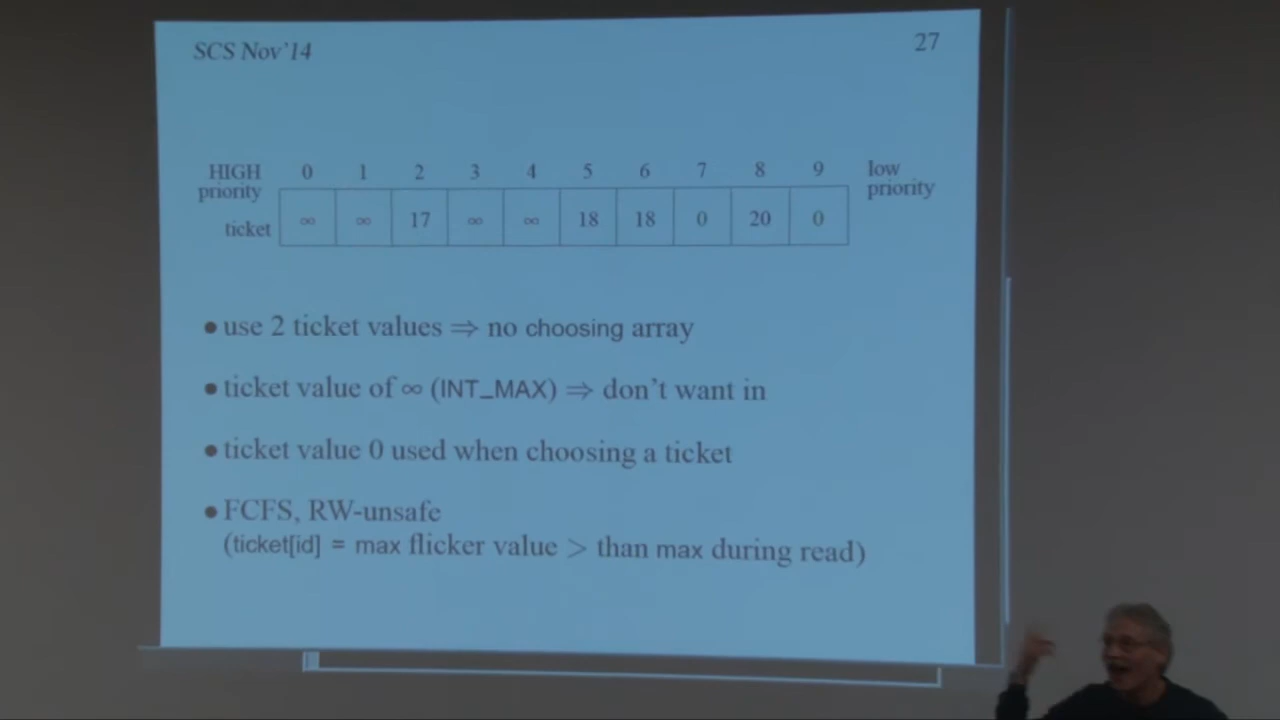 SCS Nov'14
27
HIGH 0 1 2 3 4 5 6 7 8 9 low
priority priority
ticket ∞ ∞ 17 ∞ ∞ 18 18 0 20 0
● use 2 ticket values ⇒ no choosing array
● ticket value of ∞ (INT_MAX) ⇒ don't want in
● ticket value 0 used when choosing a ticket
● FCFS, RW-unsafe
(ticket[id] = max flicker value > than max during read)